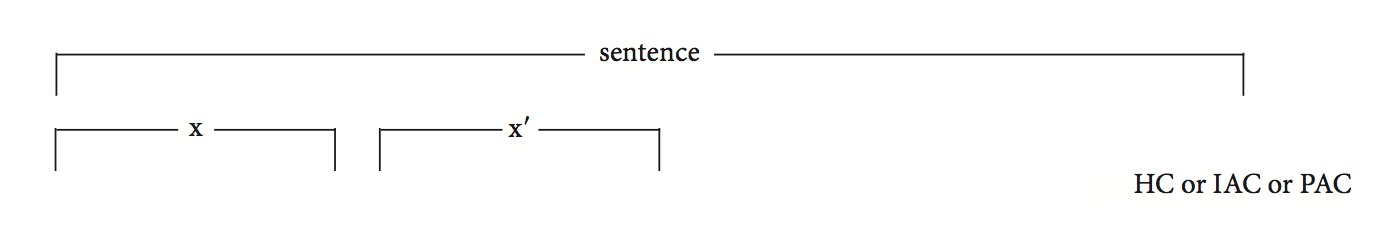 sentence
x x′
HC or IAC or PAC